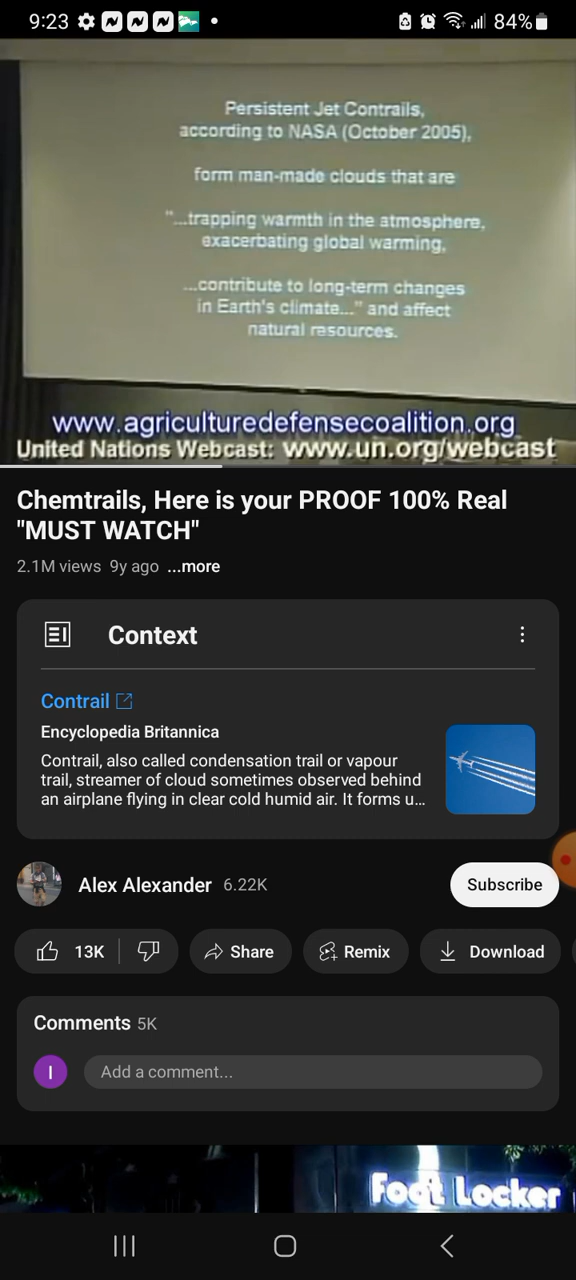 9:23
84%
Persistent Jet Contrails,
according to NASA (October 2005),
form man-made clouds that are
"...trapping warmth in the atmosphere,
exacerbating global warming,
...contribute to long-term changes
in Earth's climate..." and affect
natural resources.
www.agriculturedefensecoalition.org
United Nations Webcast: www.un.org/webcast
Chemtrails, Here is your PROOF 100% Real
"MUST WATCH"
2.1M views 9y ago ...more
Context
Contrail
Encyclopedia Britannica
Contrail, also called condensation trail or vapour
trail, streamer of cloud sometimes observed behind
an airplane flying in clear cold humid air. It forms u...
Alex Alexander 6.22K
Subscribe
13K
Share
Remix
Download
Comments 5K
I
Add a comment...
Foot Locker